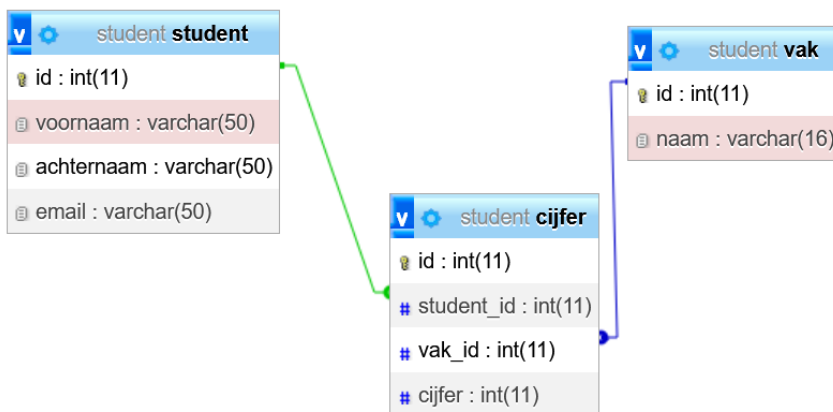 v student student
id : int(11)
voornaam : varchar(50)
achternaam : varchar(50)
email : varchar(50)
v student vak
id : int(11)
naam : varchar(16)
v student cijfer
id : int(11)
# student_id : int(11)
# vak_id : int(11)
# cijfer : int(11)